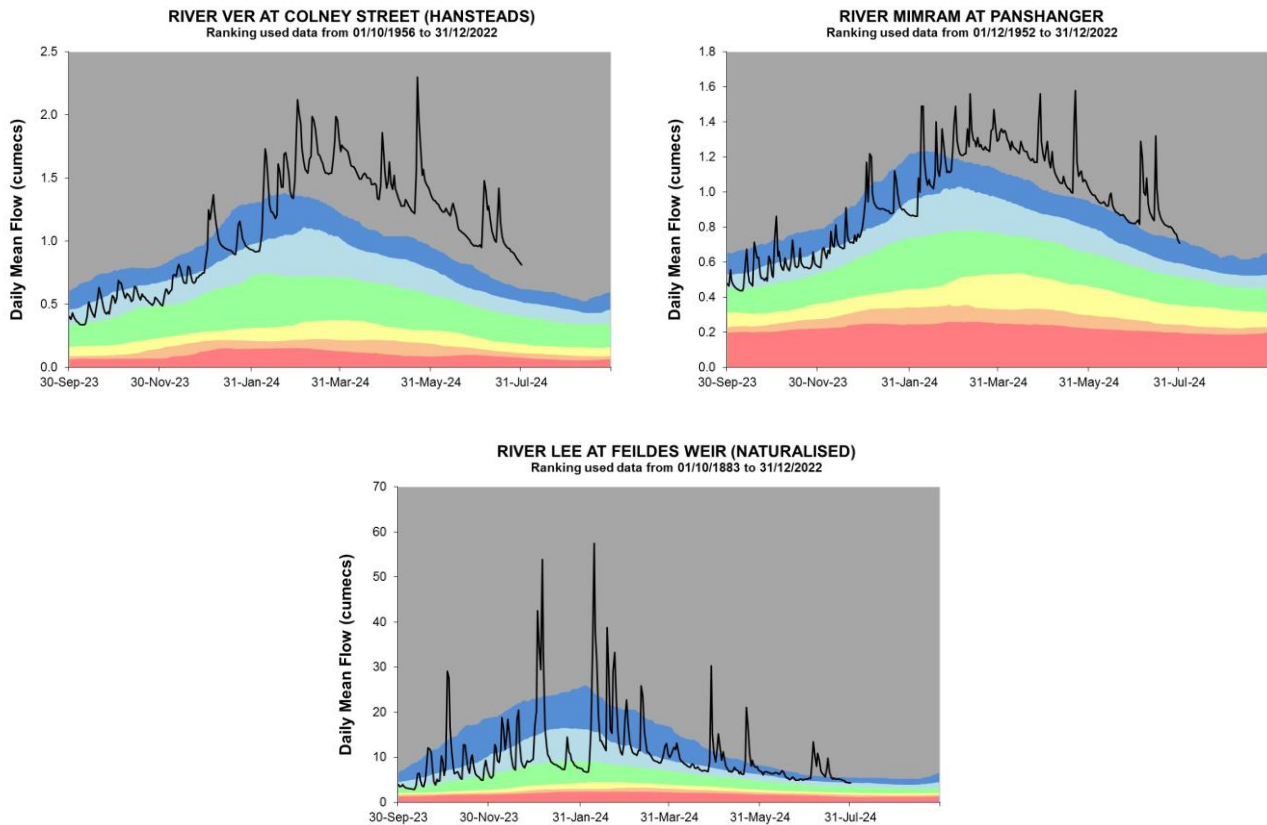 RIVER VER AT COLNEY STREET (HANSTEADS)
Ranking used data from 01/10/1956 to 31/12/2022
Daily Mean Flow (cumecs)
2.5
2.0
1.5
1.0
0.5
0.0
30-Sep-23 30-Nov-23 31-Jan-24 31-Mar-24 31-May-24 31-Jul-24
RIVER MIMRAM AT PANSHANGER
Ranking used data from 01/12/1952 to 31/12/2022
Daily Mean Flow (cumecs)
1.8
1.6
1.4
1.2
1.0
0.8
0.6
0.4
0.2
0.0
30-Sep-23 30-Nov-23 31-Jan-24 31-Mar-24 31-May-24 31-Jul-24
RIVER LEE AT FEILDES WEIR (NATURALISED)
Ranking used data from 01/10/1883 to 31/12/2022
Daily Mean Flow (cumecs)
70
60
50
40
30
20
10
0
30-Sep-23 30-Nov-23 31-Jan-24 31-Mar-24 31-May-24 31-Jul-24